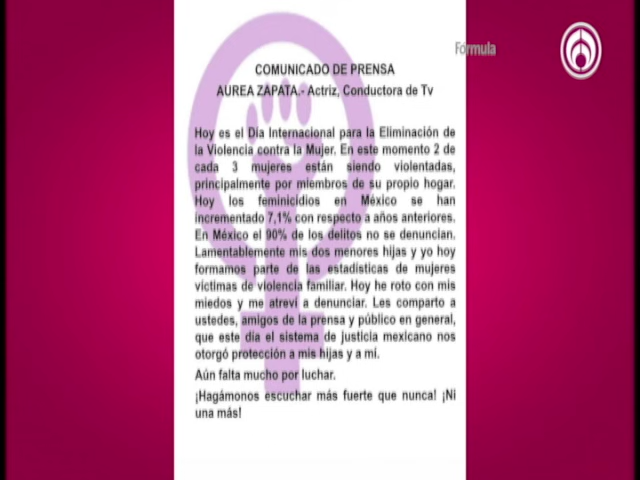 Fórmula
COMUNICADO DE PRENSA
AUREA ZAPATA.- Actriz, Conductora de Tv
Hoy es el Día Internacional para la Eliminación de
la Violencia contra la Mujer. En este momento 2 de
cada 3 mujeres están siendo violentadas,
principalmente por miembros de su propio hogar.
Hoy los feminicidios en México se han
incrementado 7,1% con respecto a años anteriores.
En México el 90% de los delitos no se denuncian.
Lamentablemente mis dos menores hijas y yo hoy
formamos parte de las estadísticas de mujeres
víctimas de violencia familiar. Hoy he roto con mis
miedos y me atreví a denunciar. Les comparto a
ustedes, amigos de la prensa y público en general,
que este día el sistema de justicia mexicano nos
otorgó protección a mis hijas y a mí.
Aún falta mucho por luchar.
¡Hagámonos escuchar más fuerte que nunca! ¡Ni
una más!